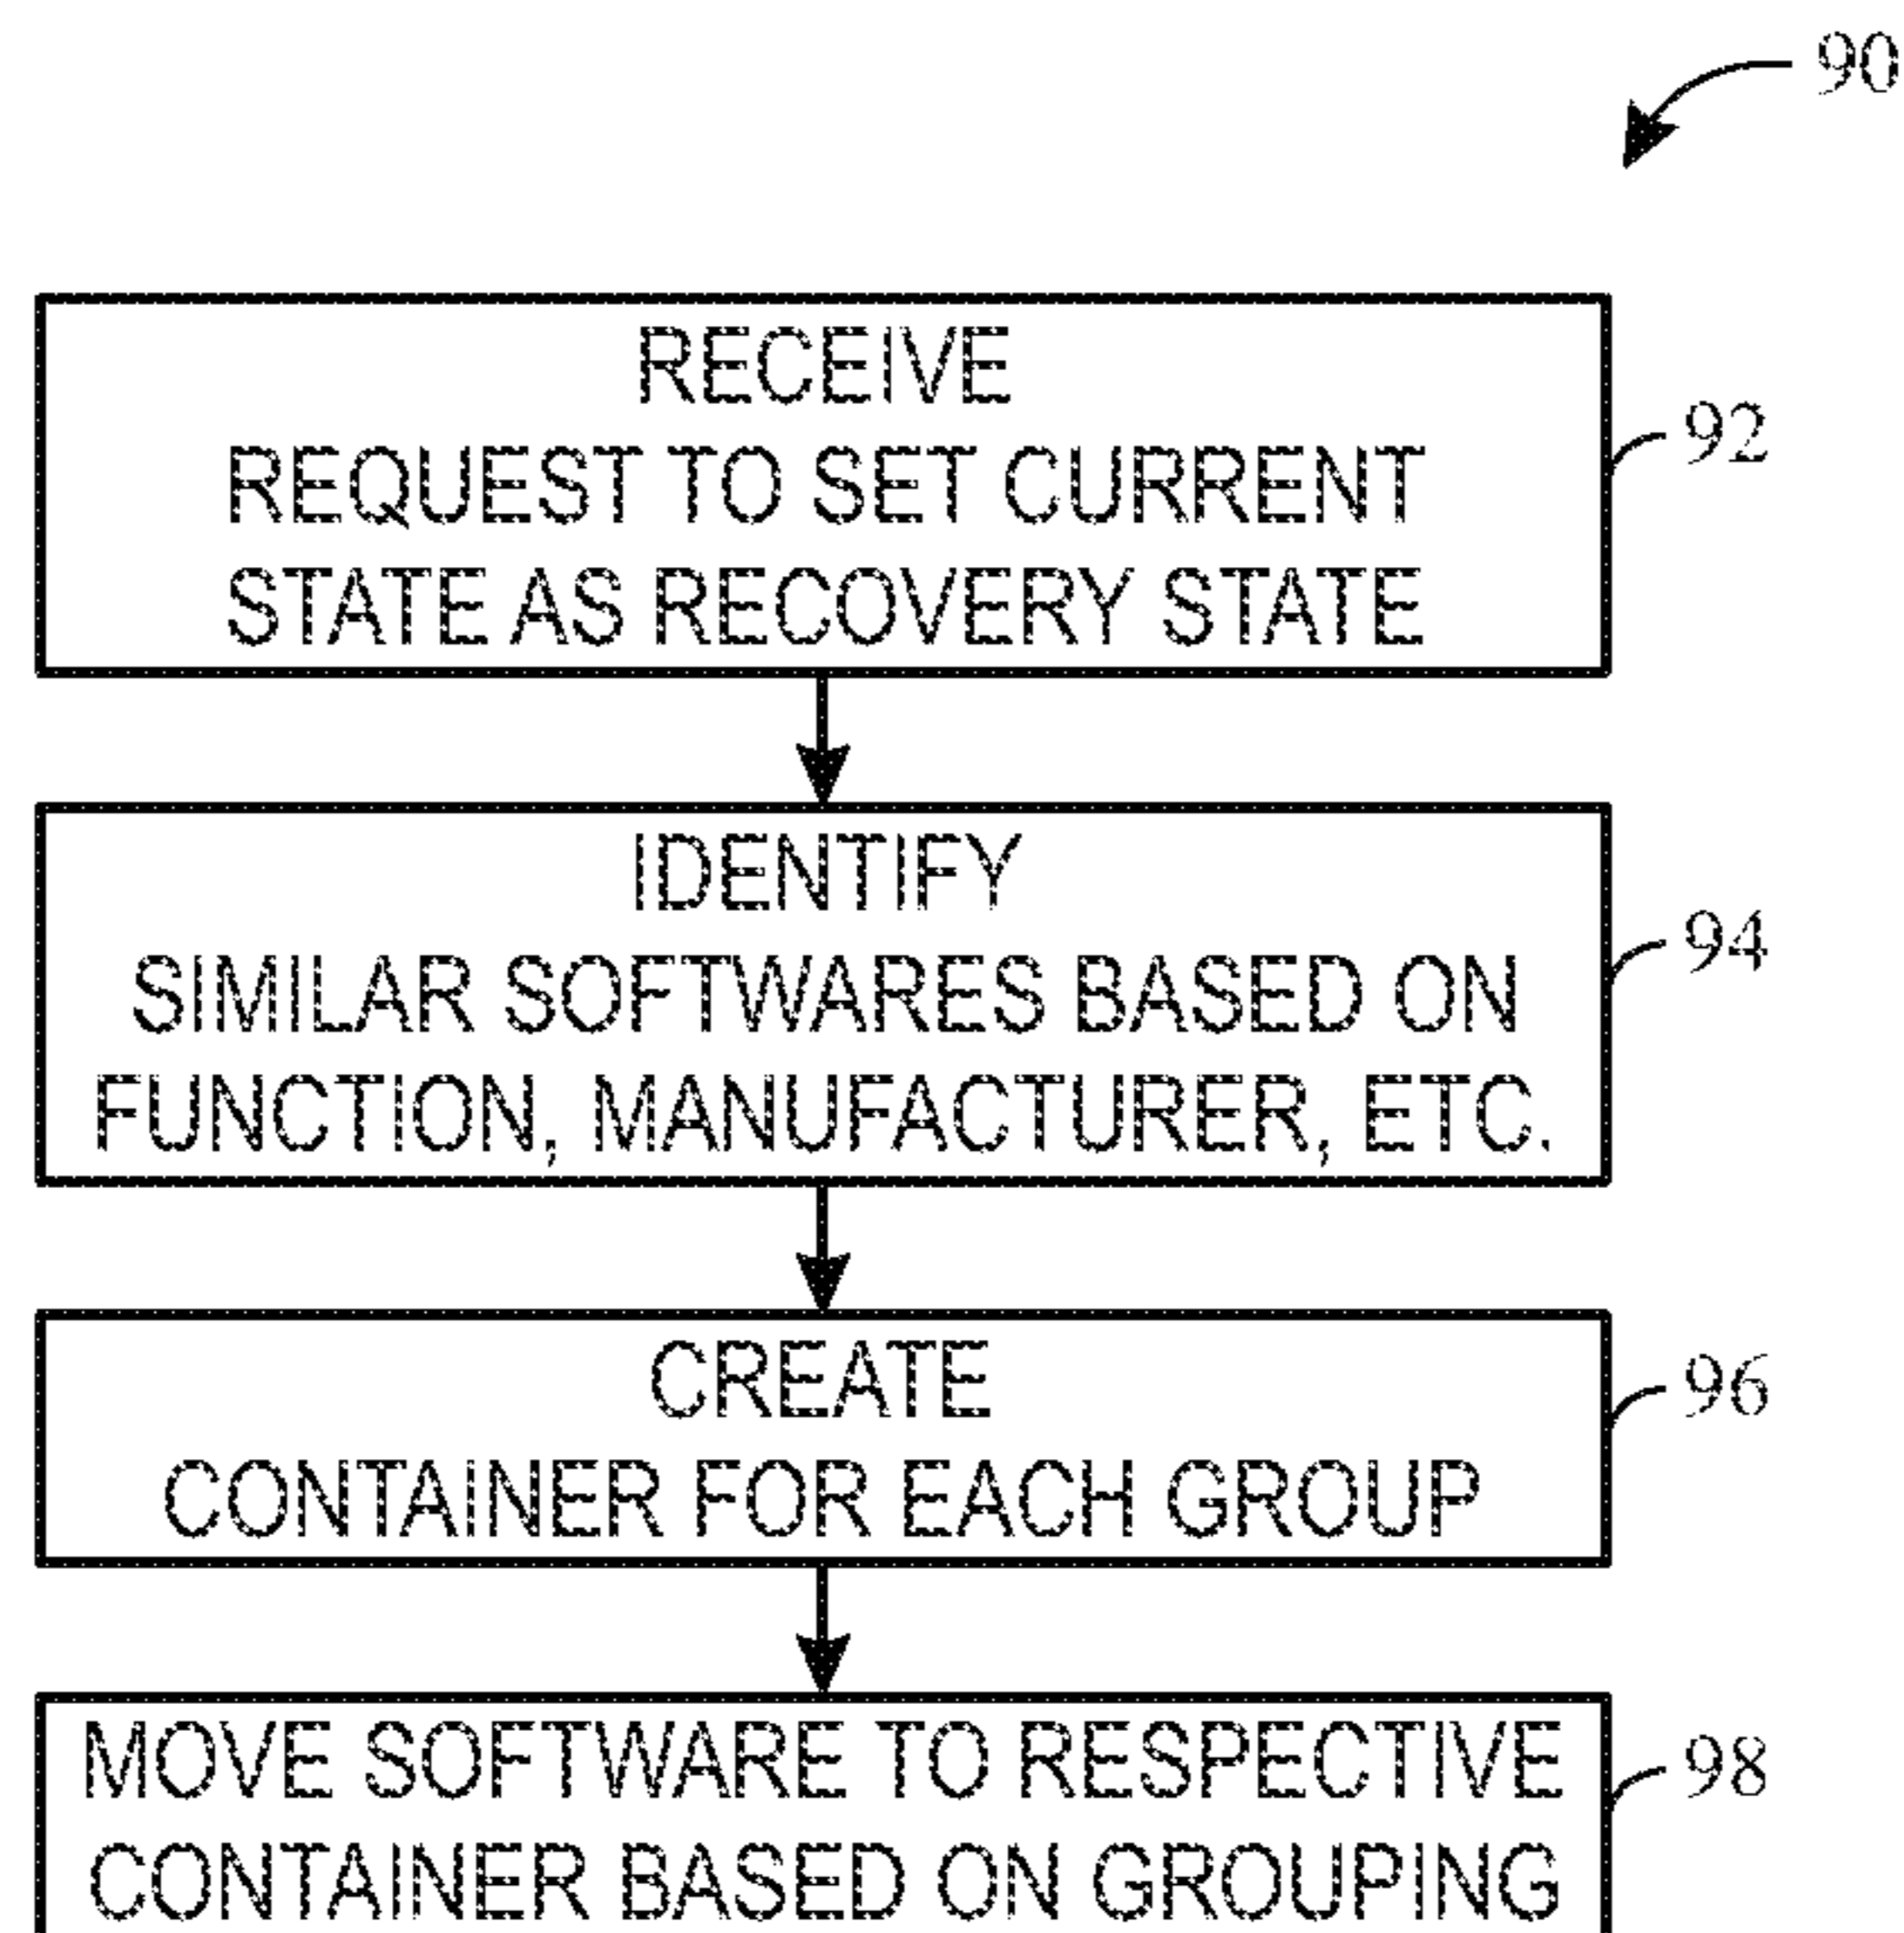 90
RECEIVE
REQUEST TO SET CURRENT
STATE AS RECOVERY STATE
92
IDENTIFY
SIMILAR SOFTWARES BASED ON
FUNCTION, MANUFACTURER, ETC.
94
CREATE
CONTAINER FOR EACH GROUP
96
MOVE SOFTWARE TO RESPECTIVE
CONTAINER BASED ON GROUPING
98